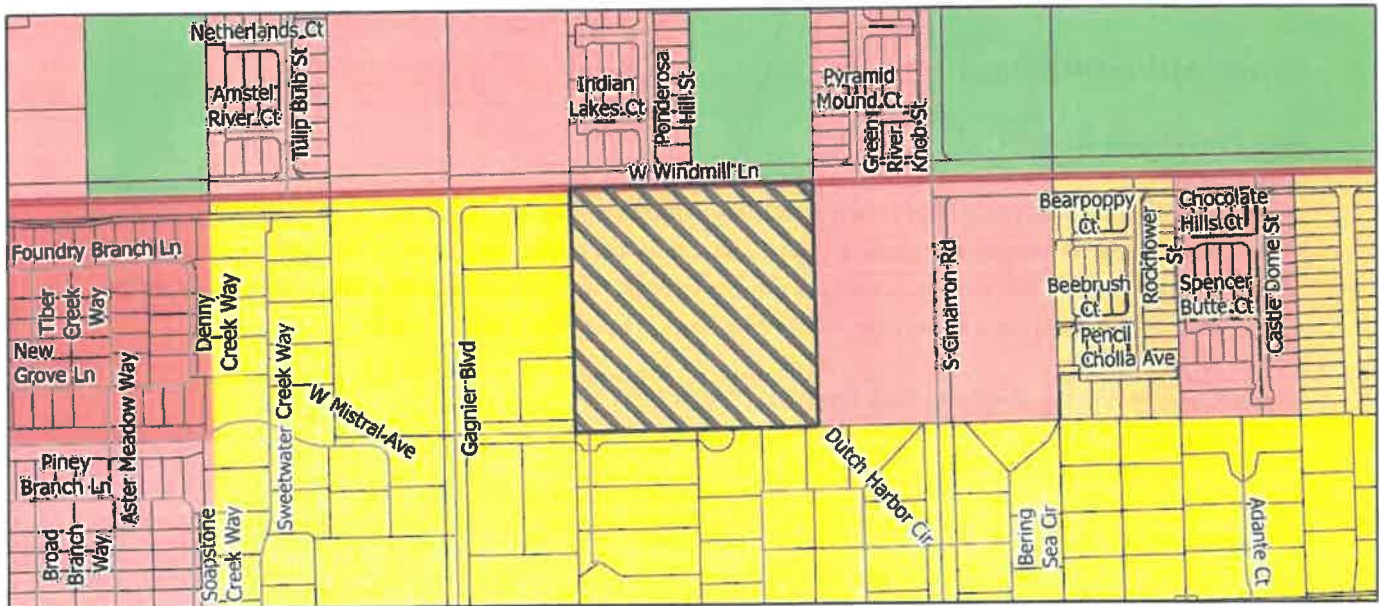 Netherlands Ct
Amstel
River Ct
Tulip Bulb St
Indian
Lakes Ct
Ponderosa
Hill St
Pyramid
Mound Ct
Green
River
Knob St
W Windmill Ln
Foundry Branch Ln
Tiber
Creek
Way
New
Grove Ln
Aster Meadow Way
Denny
Creek Way
Sweetwater Creek Way
W Mistral Ave
Gagnier Blvd
S Cimarron Rd
Bearpoppy
Ct
Beebrush
Ct
Pencil
Cholla Ave
Rockflower
St
Chocolate
Hills Ct
Spencer
Butte Ct
Castle Dome St
Piney
Branch Ln
Broad
Branch
Way
Soapstone
Creek Way
Dutch Harbor Cir
Bering
Sea Cir
Adante Ct